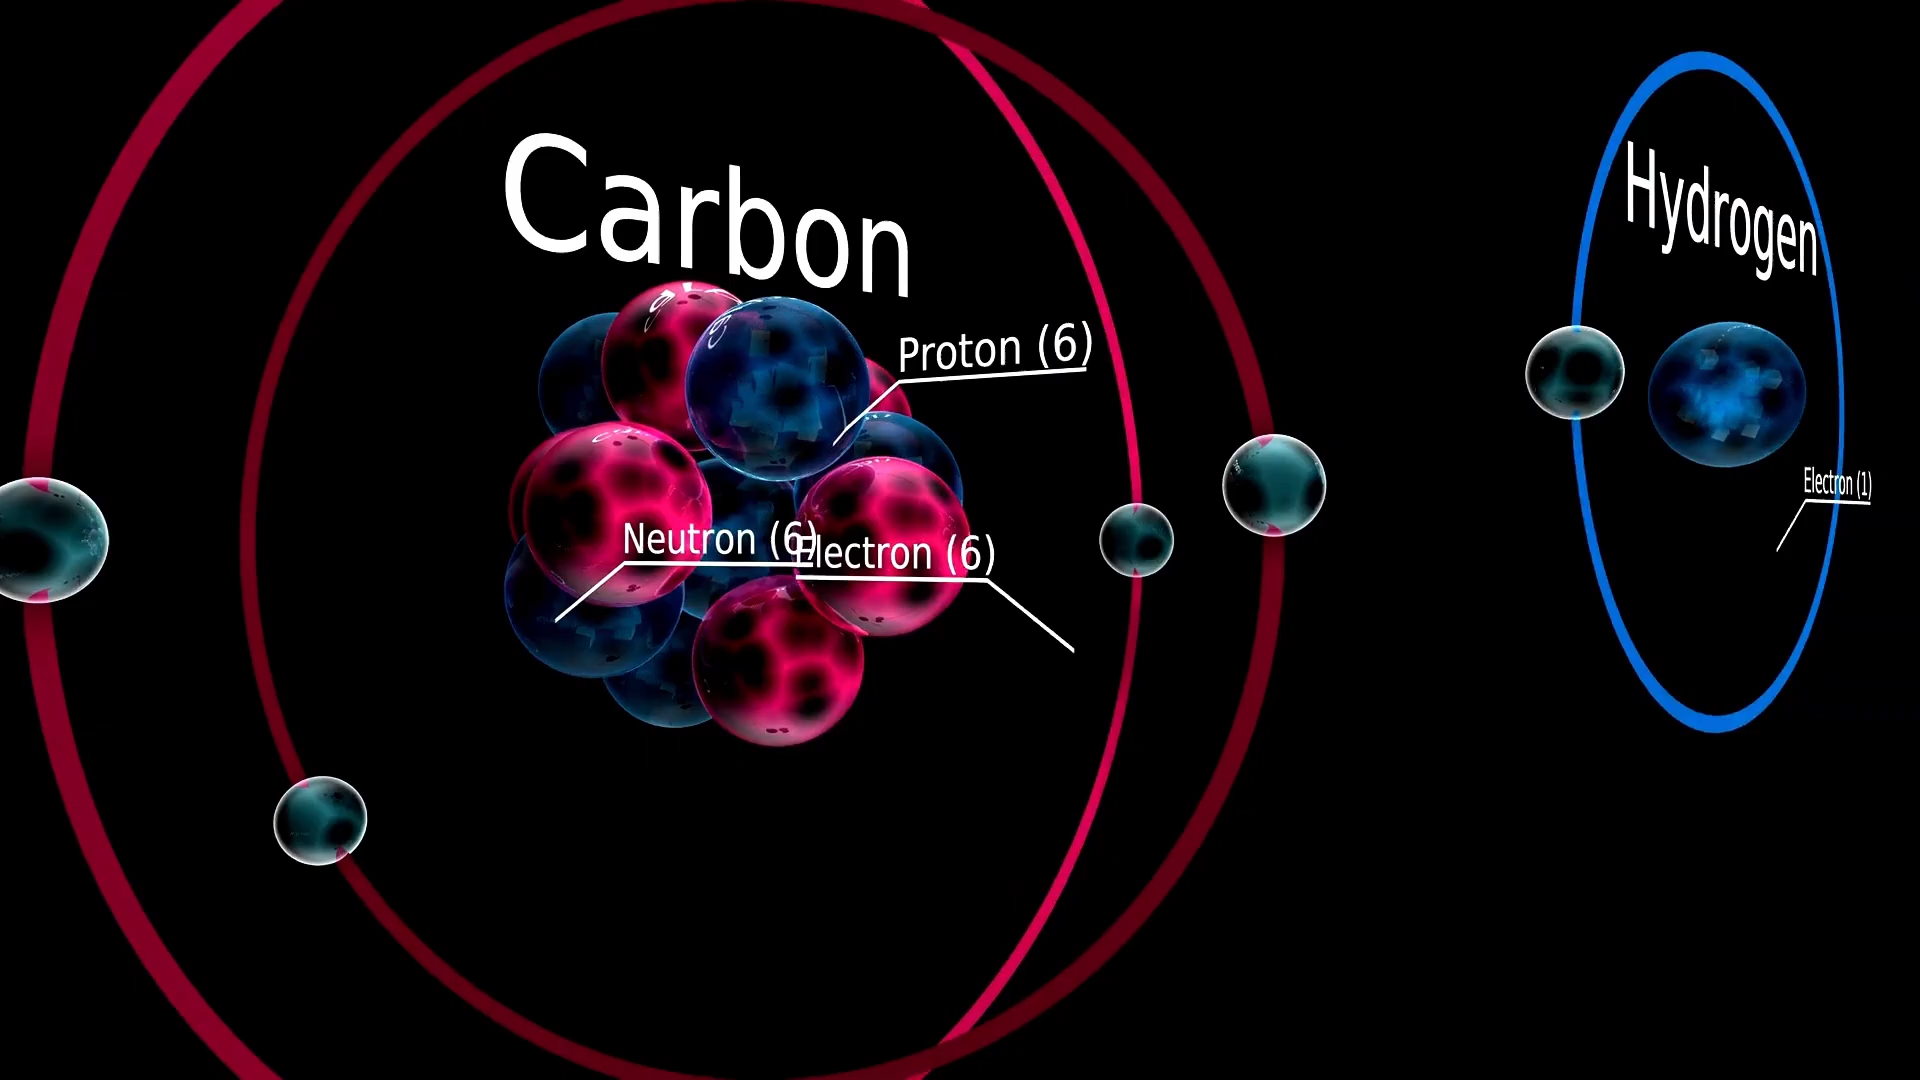 Carbon
Proton (6)
Neutron (6)
Electron (6)
Hydrogen
Electron (1)